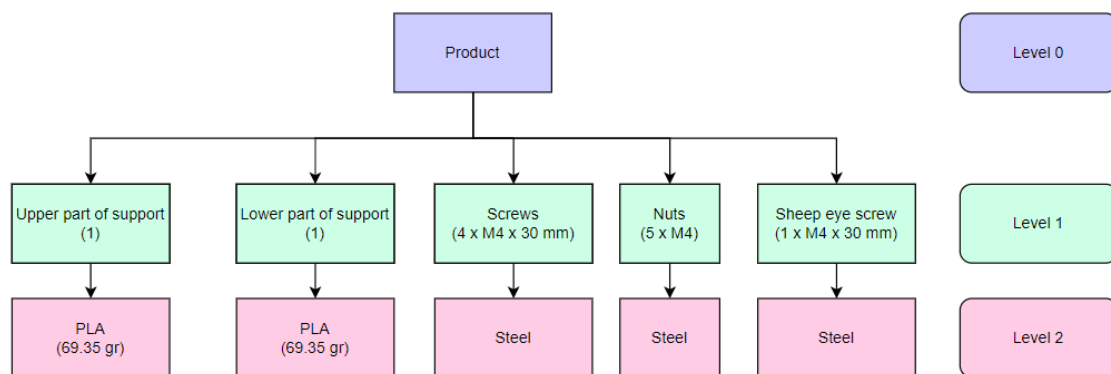 Product
Level 0
Upper part of support
(1)
Lower part of support
(1)
Screws
(4 x M4 x 30 mm)
Nuts
(5 x M4)
Sheep eye screw
(1 x M4 x 30 mm)
Level 1
PLA
(69.35 gr)
PLA
(69.35 gr)
Steel
Steel
Steel
Level 2